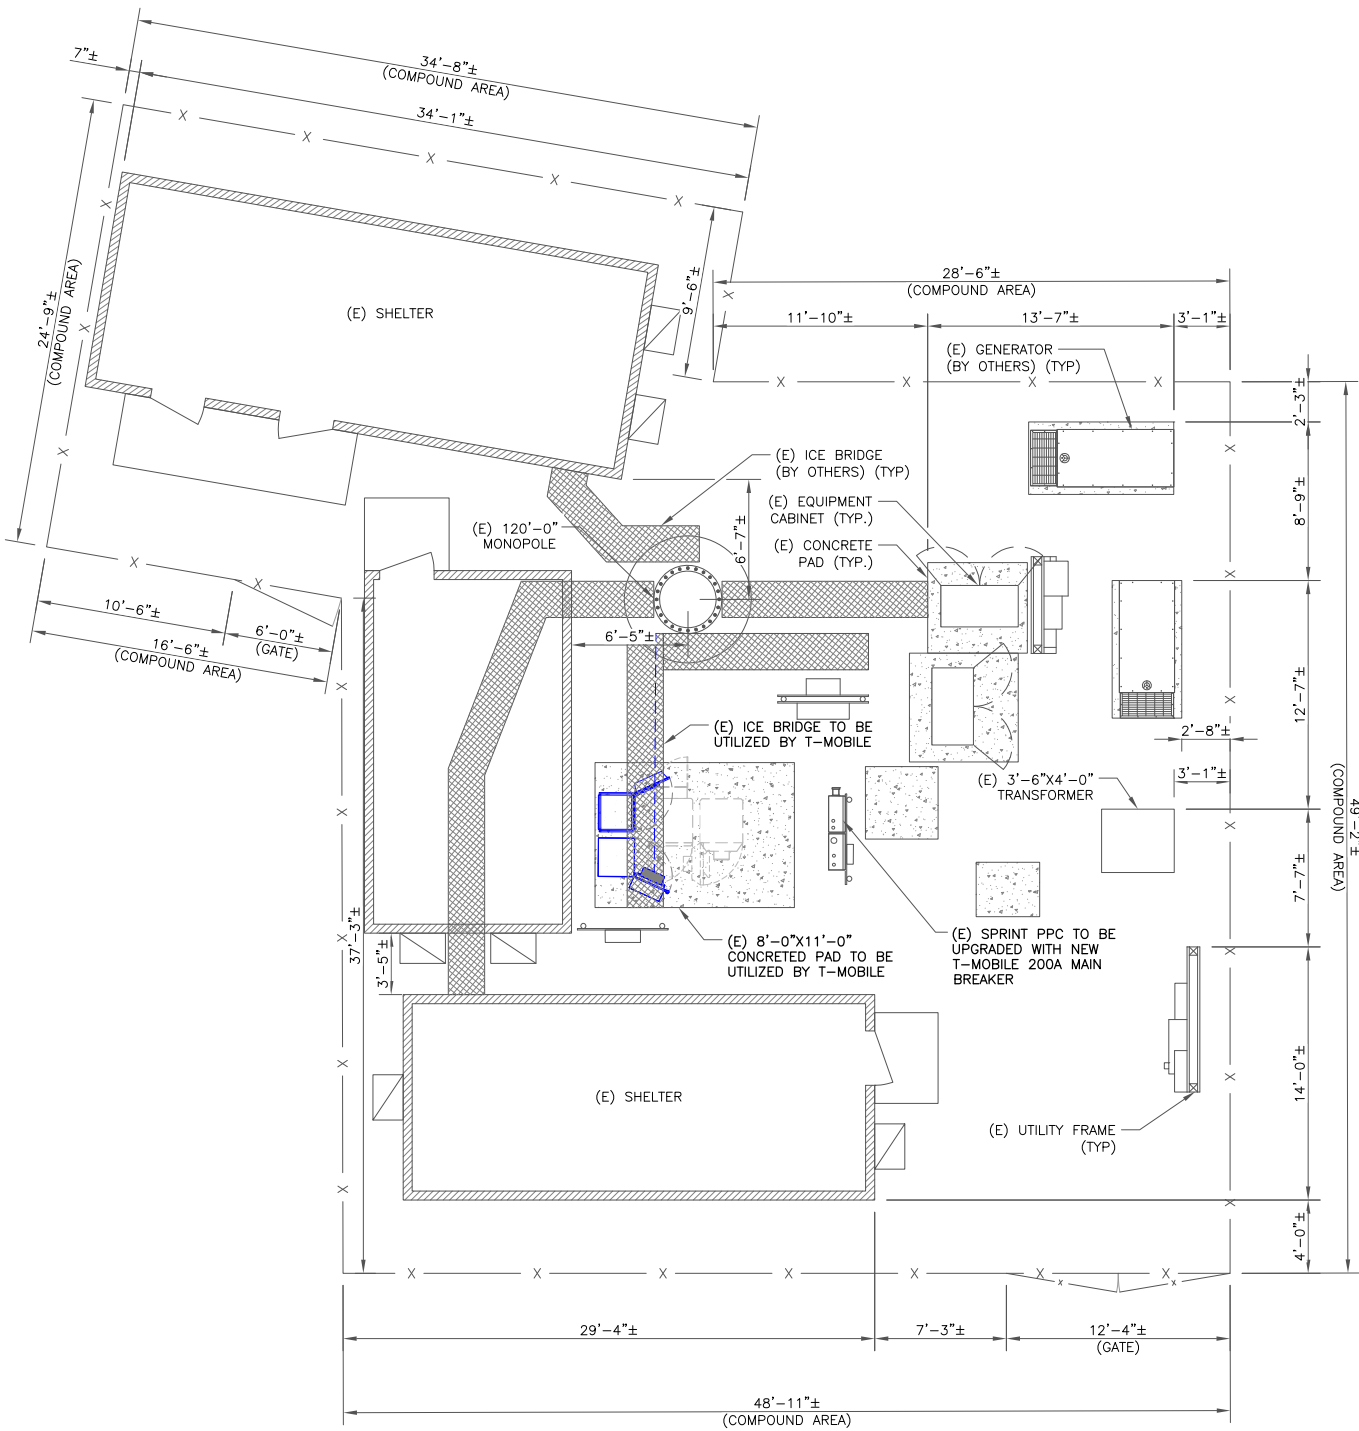 34'-8"±
(COMPOUND AREA)
7"±
34'-1"±
24'-9"±
(COMPOUND AREA)
(E) SHELTER
9'-6"±
28'-6"±
(COMPOUND AREA)
11'-10"±
13'-7"±
3'-1"±
(E) GENERATOR
(BY OTHERS) (TYP)
2'-3"±
8'-9"±
(E) ICE BRIDGE
(BY OTHERS) (TYP)
(E) EQUIPMENT
CABINET (TYP.)
(E) CONCRETE
PAD (TYP.)
(E) 120'-0"
MONOPOLE
6'-7"±
6'-5"±
10'-6"±
6'-0"±
(GATE)
16'-6"±
(COMPOUND AREA)
12'-7"±
2'-8"±
3'-1"±
(E) ICE BRIDGE TO BE
UTILIZED BY T-MOBILE
(E) 3'-6"X4'-0"
TRANSFORMER
49'-2"±
(COMPOUND AREA)
7'-7"±
37'-3"±
3'-5"±
(E) 8'-0"X11'-0"
CONCRETED PAD TO BE
UTILIZED BY T-MOBILE
(E) SPRINT PPC TO BE
UPGRADED WITH NEW
T-MOBILE 200A MAIN
BREAKER
14'-0"±
(E) SHELTER
(E) UTILITY FRAME
(TYP)
4'-0"±
29'-4"±
7'-3"±
12'-4"±
(GATE)
48'-11"±
(COMPOUND AREA)